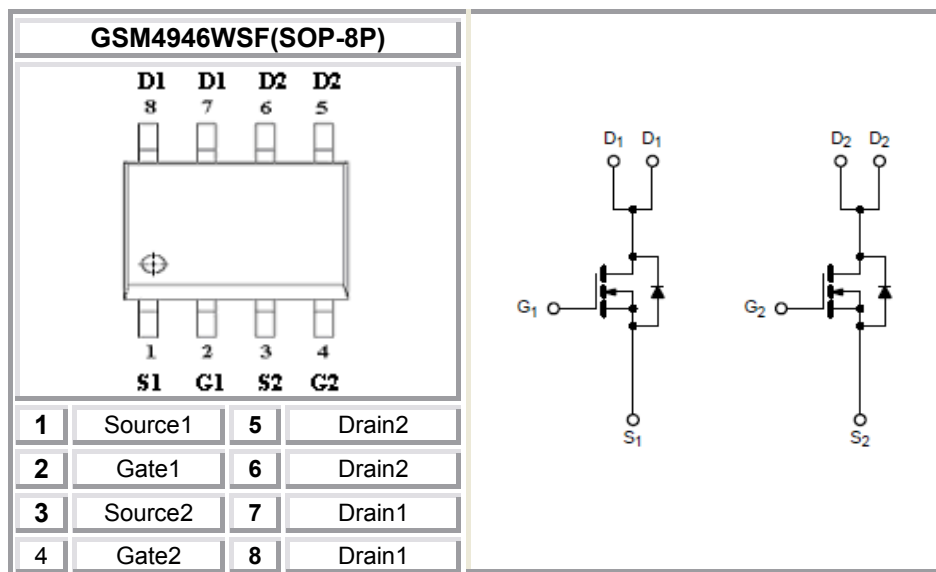 GSM4946WSF(SOP-8P)
D1 D1 D2 D2
8 7 6 5
1 2 3 4
S1 G1 S2 G2
1 Source1 5 Drain2
2 Gate1 6 Drain2
3 Source2 7 Drain1
4 Gate2 8 Drain1
D1 D1 D2 D2
G1 G2
S1 S2